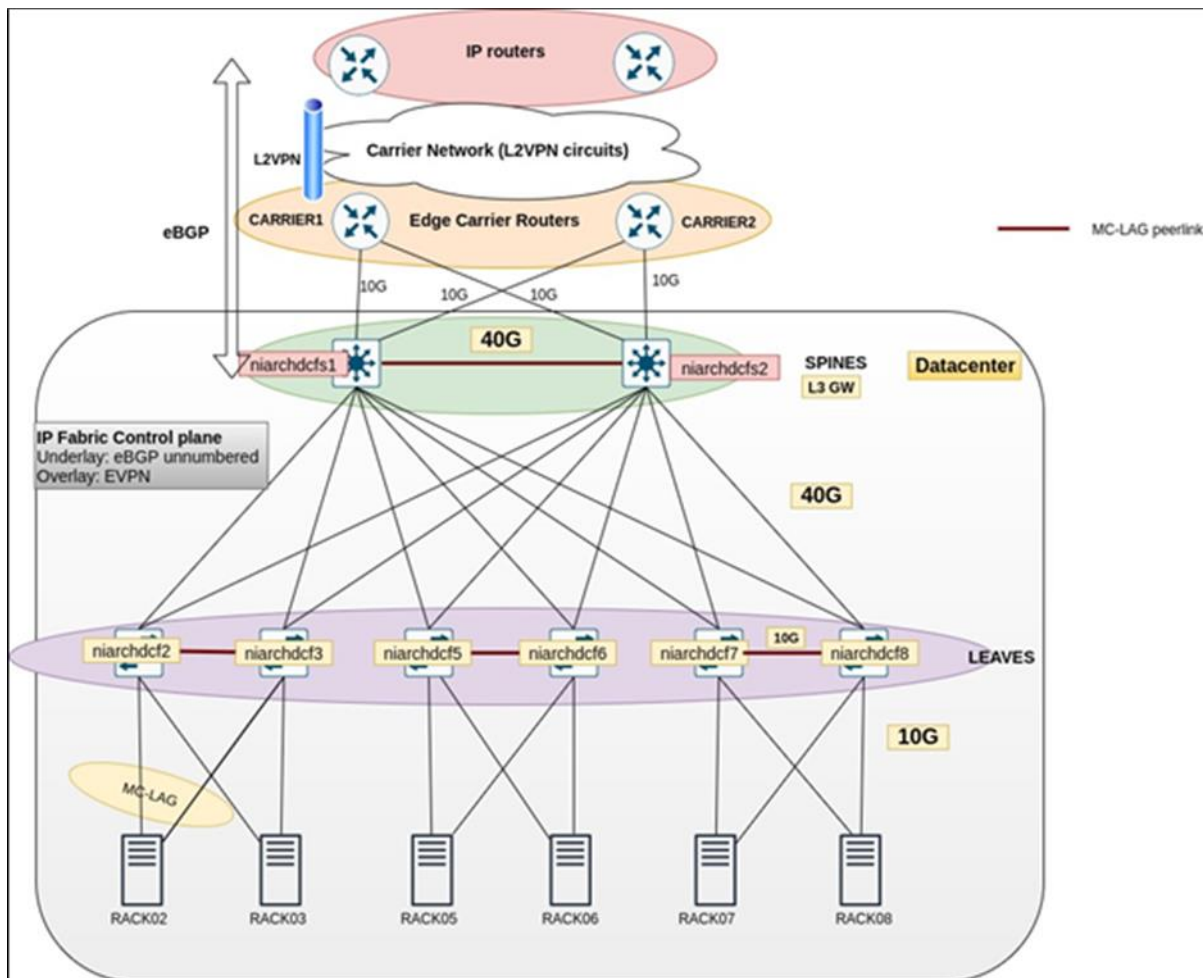 IP routers
Carrier Network (L2VPN circuits)
L2VPN
CARRIER1
Edge Carrier Routers
CARRIER2
eBGP
MC-LAG peerlink
10G
10G
10G
10G
40G
niarchdcfs1
niarchdcfs2
SPINES
L3 GW
Datacenter
IP Fabric Control plane
Underlay: eBGP unnumbered
Overlay: EVPN
40G
niarchdcf2
niarchdcf3
niarchdcf5
niarchdcf6
niarchdcf7
10G
niarchdcf8
LEAVES
10G
MC-LAG
RACK02
RACK03
RACK05
RACK06
RACK07
RACK08